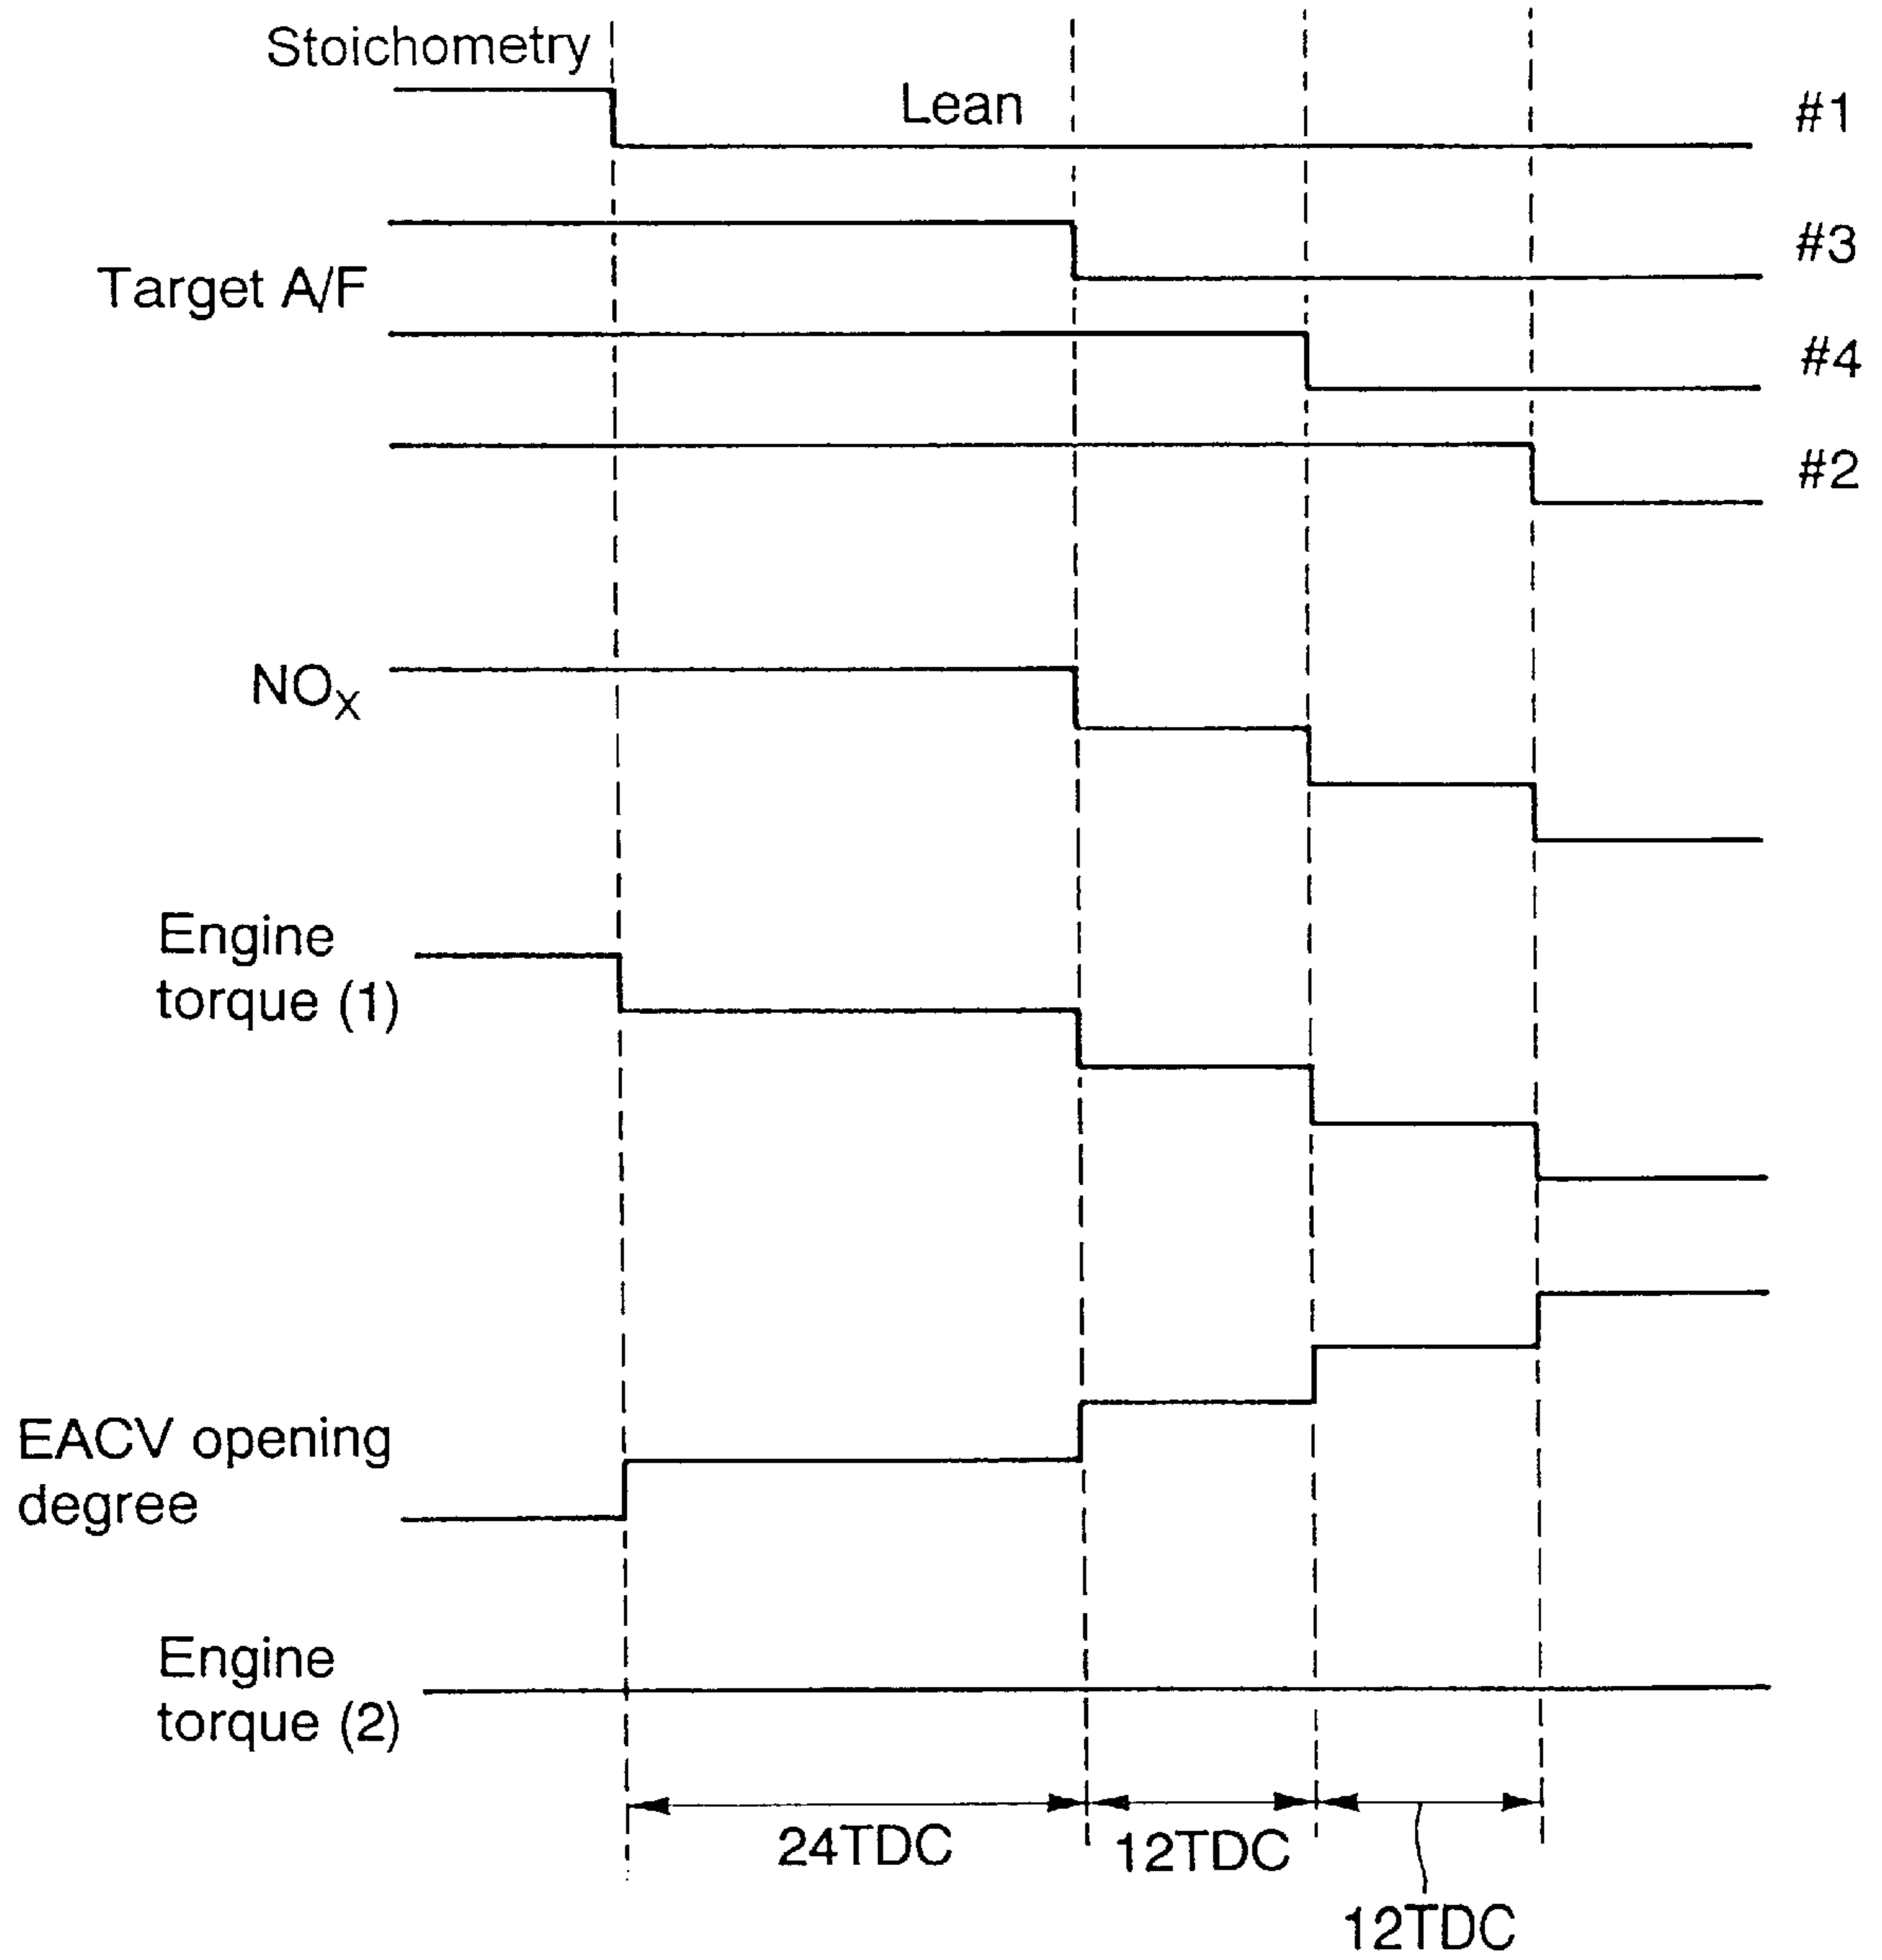 Stoichometry
Lean
#1
#3
Target A/F
#4
#2
NOX
Engine
torque (1)
EACV opening
degree
Engine
torque (2)
24TDC
12TDC
12TDC